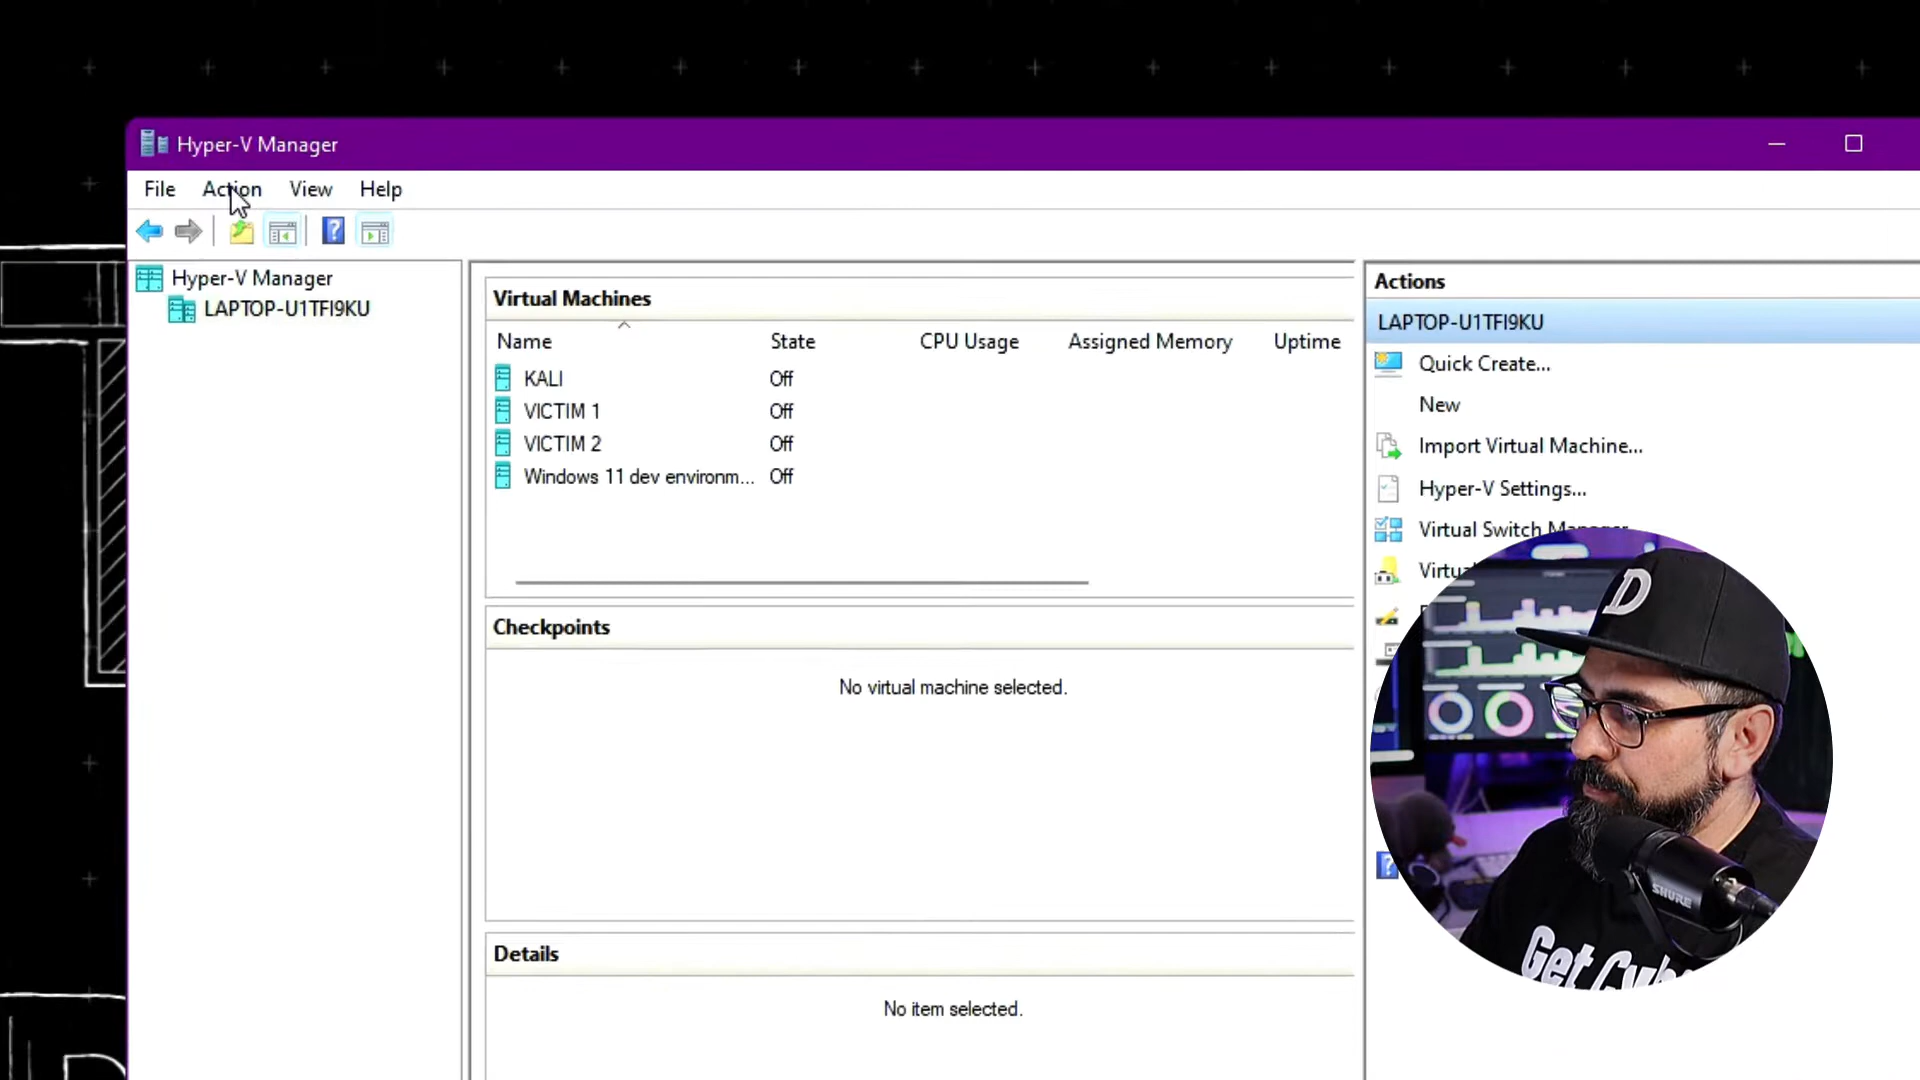 Hyper-V Manager
File Action View Help
Hyper-V Manager
LAPTOP-U1TFI9KU
Virtual Machines
Name State CPU Usage Assigned Memory Uptime
KALI Off
VICTIM 1 Off
VICTIM 2 Off
Windows 11 dev environm... Off
Checkpoints
No virtual machine selected.
Details
No item selected.
Actions
LAPTOP-U1TFI9KU
Quick Create...
New
Import Virtual Machine...
Hyper-V Settings...
Virtual Switch Manager...
D
SHURE
Get